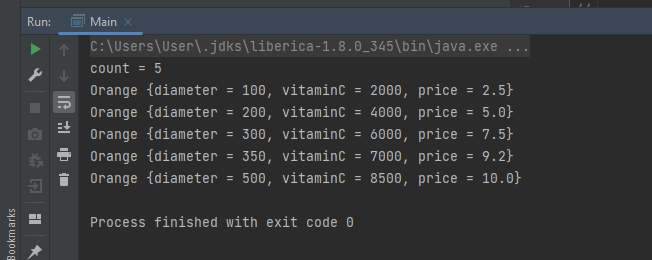 Run: Main
C:\Users\User\.jdks\liberica-1.8.0_345\bin\java.exe ...
count = 5
Orange {diameter = 100, vitaminC = 2000, price = 2.5}
Orange {diameter = 200, vitaminC = 4000, price = 5.0}
Orange {diameter = 300, vitaminC = 6000, price = 7.5}
Orange {diameter = 350, vitaminC = 7000, price = 9.2}
Orange {diameter = 500, vitaminC = 8500, price = 10.0}
Process finished with exit code 0
Bookmarks